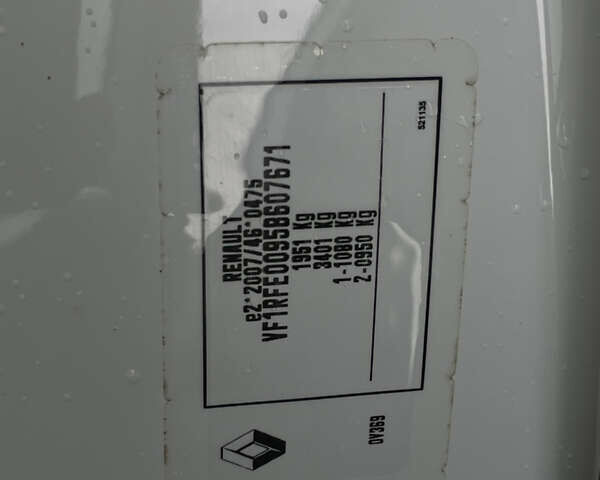 RENAULT
e2*2007/46*0475
VF1RFE00958607671
1951 Kg
3401 Kg
1-1080 Kg
2-0950 Kg
521135
0V369